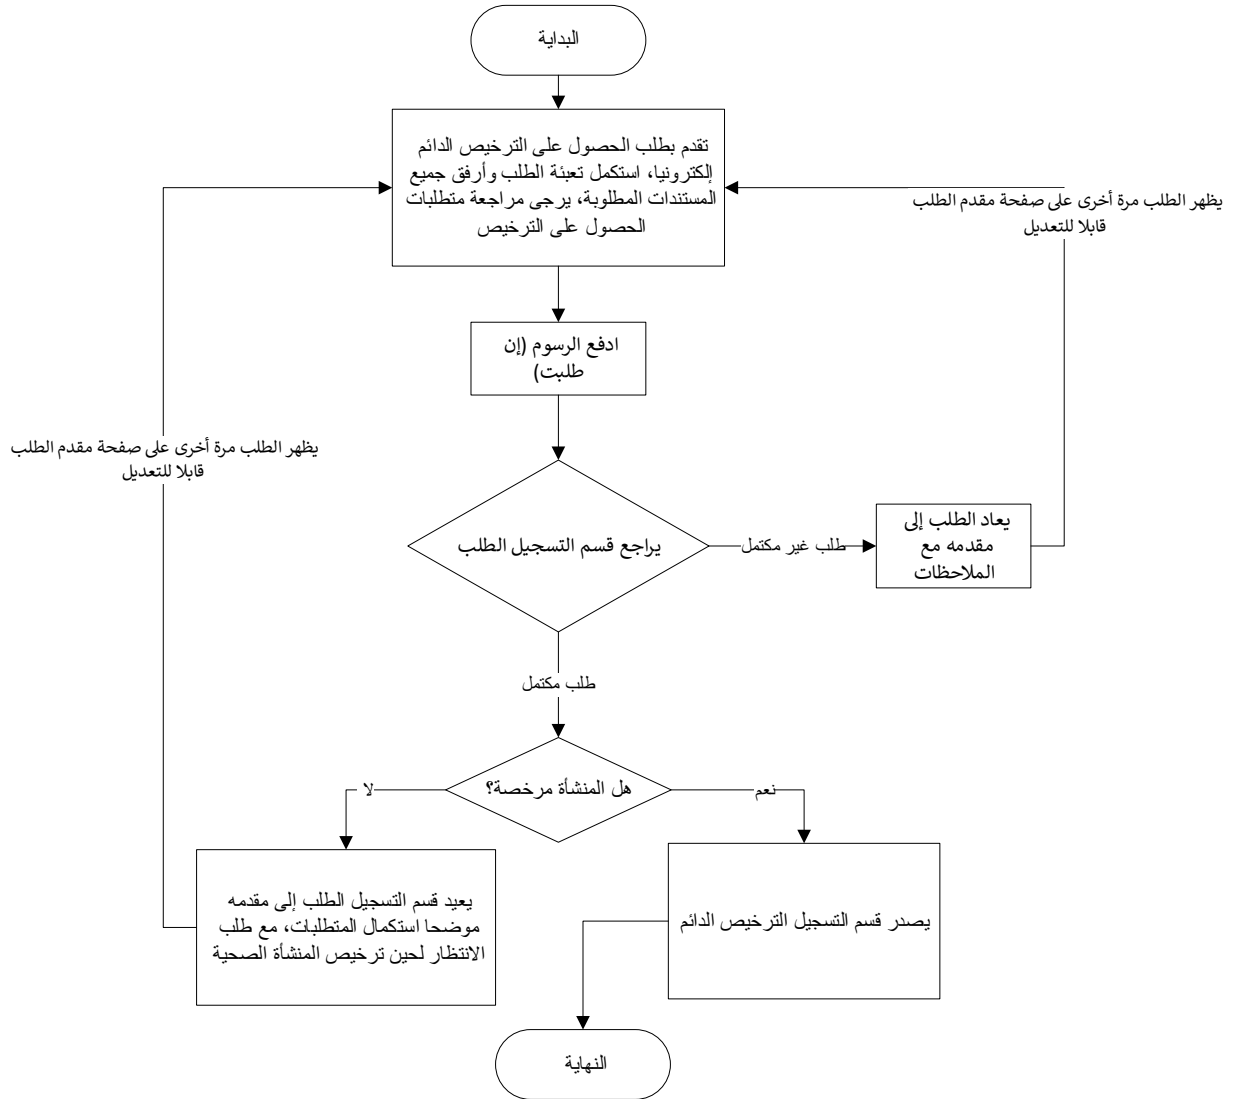 البداية
تقدم بطلب الحصول على الترخيص الدائم
إلكترونيا، استكمل تعبئة الطلب وأرفق جميع
المستندات المطلوبة، يرجى مراجعة متطلبات
الحصول على الترخيص
يظهر الطلب مرة أخرى على صفحة مقدم الطلب
قابلا للتعديل
ادفع الرسوم (إن
طلبت)
يظهر الطلب مرة أخرى على صفحة مقدم الطلب
قابلا للتعديل
يراجع قسم التسجيل الطلب
طلب غير مكتمل
يعاد الطلب إلى
مقدمه مع
الملاحظات
طلب مكتمل
هل المنشأة مرخصة؟
نعم
لا
يصدر قسم التسجيل الترخيص الدائم
يعيد قسم التسجيل الطلب إلى مقدمه
موضحا استكمال المتطلبات، مع طلب
الانتظار لحين ترخيص المنشأة الصحية
النهاية